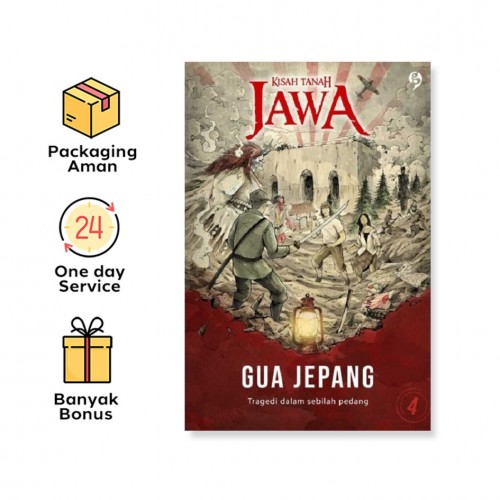 Packaging
Aman
24
One day
Service
Banyak
Bonus
KISAH TANAH
JAWA
GUA JEPANG
Tragedi dalam sebilah pedang
4